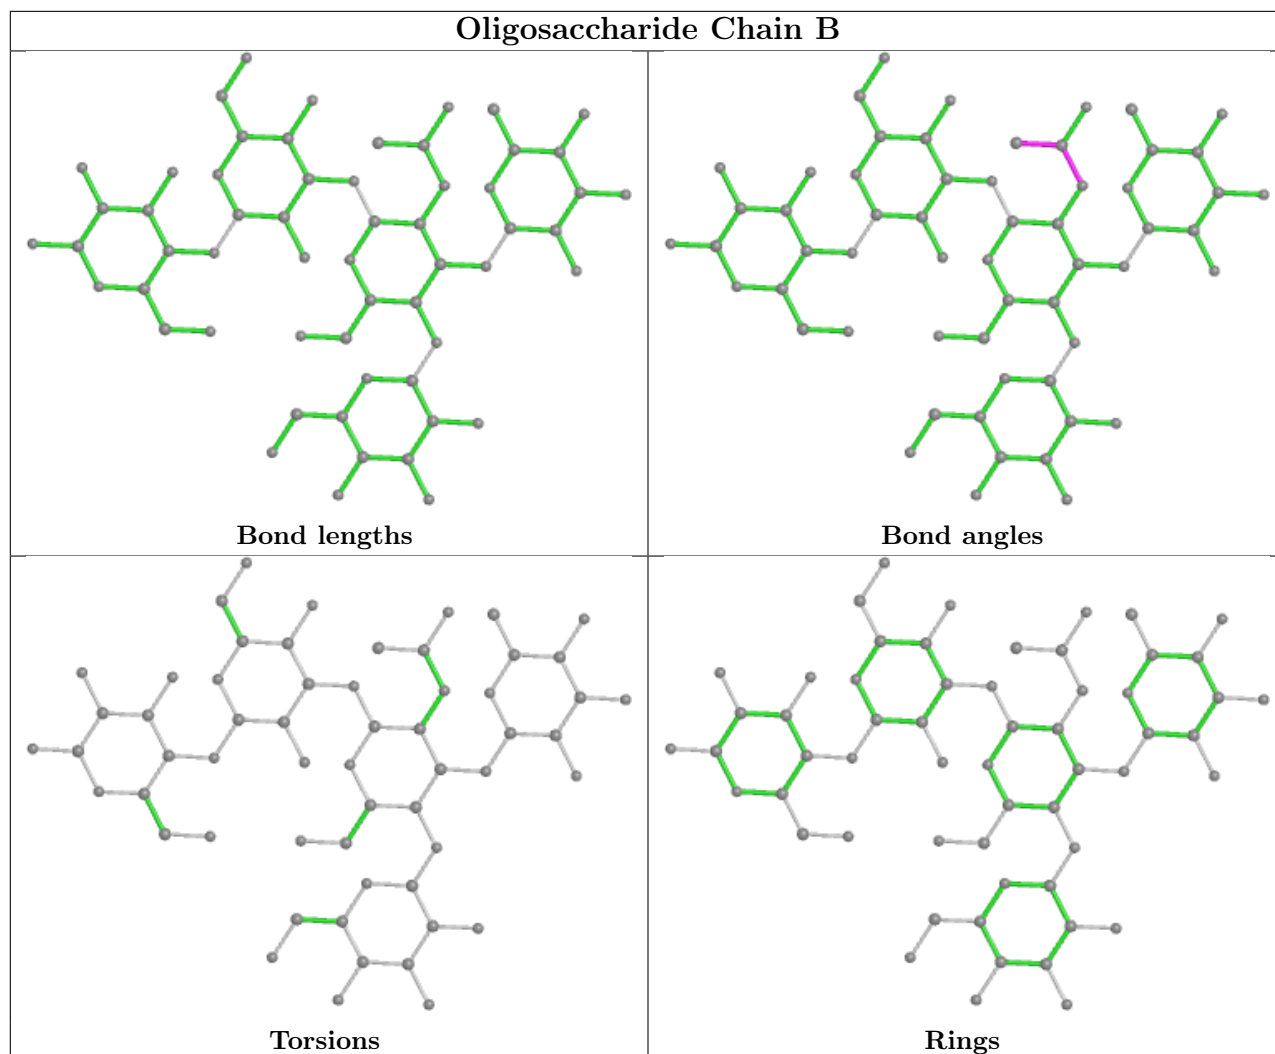 Oligosaccharide Chain B
Bond lengths
Bond angles
Torsions
Rings